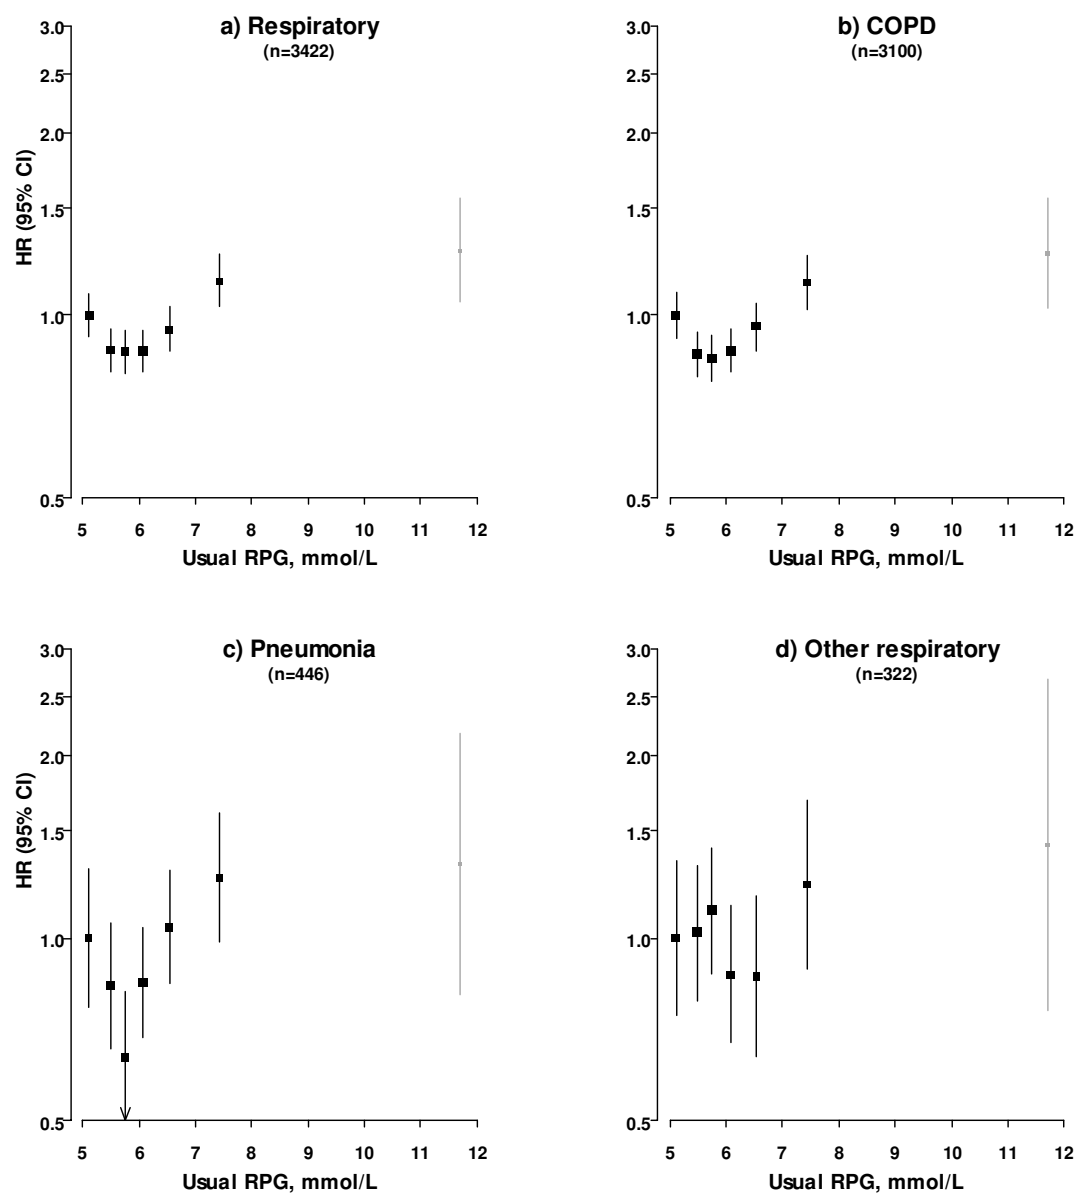 a) Respiratory
(n=3422)
3.0
2.5
2.0
1.5
1.0
0.5
HR (95% CI)
5 6 7 8 9 10 11 12
Usual RPG, mmol/L
b) COPD
(n=3100)
3.0
2.5
2.0
1.5
1.0
0.5
5 6 7 8 9 10 11 12
Usual RPG, mmol/L
c) Pneumonia
(n=446)
3.0
2.5
2.0
1.5
1.0
0.5
HR (95% CI)
5 6 7 8 9 10 11 12
Usual RPG, mmol/L
d) Other respiratory
(n=322)
3.0
2.5
2.0
1.5
1.0
0.5
5 6 7 8 9 10 11 12
Usual RPG, mmol/L